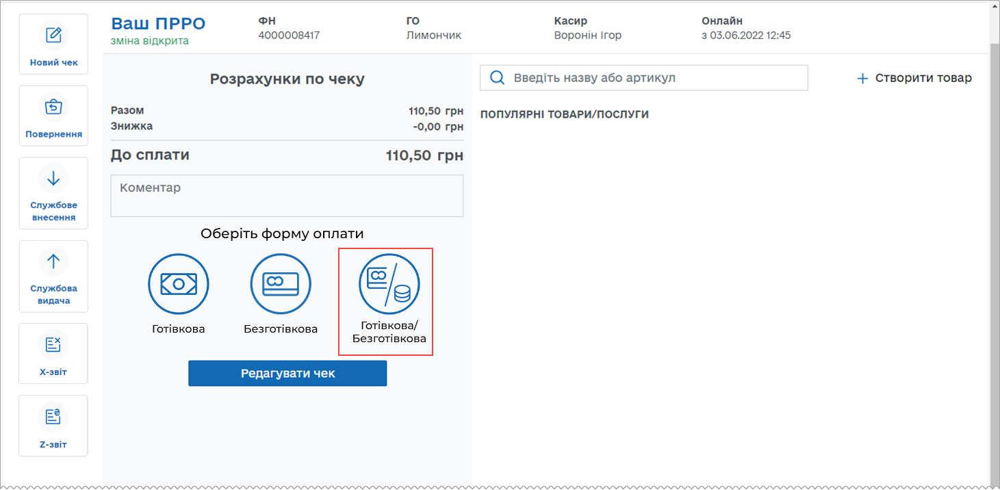 Новий чек
Повернення
Службове
внесення
Службова
видача
X-звіт
Z-звіт
Ваш ПРРО
зміна відкрита
ФН
4000008417
ГО
Лимончик
Касир
Воронін Ігор
Онлайн
з 03.06.2022 12:45
Розрахунки по чеку
Разом 110,50 грн
Знижка -0,00 грн
До сплати 110,50 грн
Коментар
Оберіть форму оплати
Готівкова
Безготівкова
Готівкова/
Безготівкова
Редагувати чек
Введіть назву або артикул
+ Створити товар
ПОПУЛЯРНІ ТОВАРИ/ПОСЛУГИ